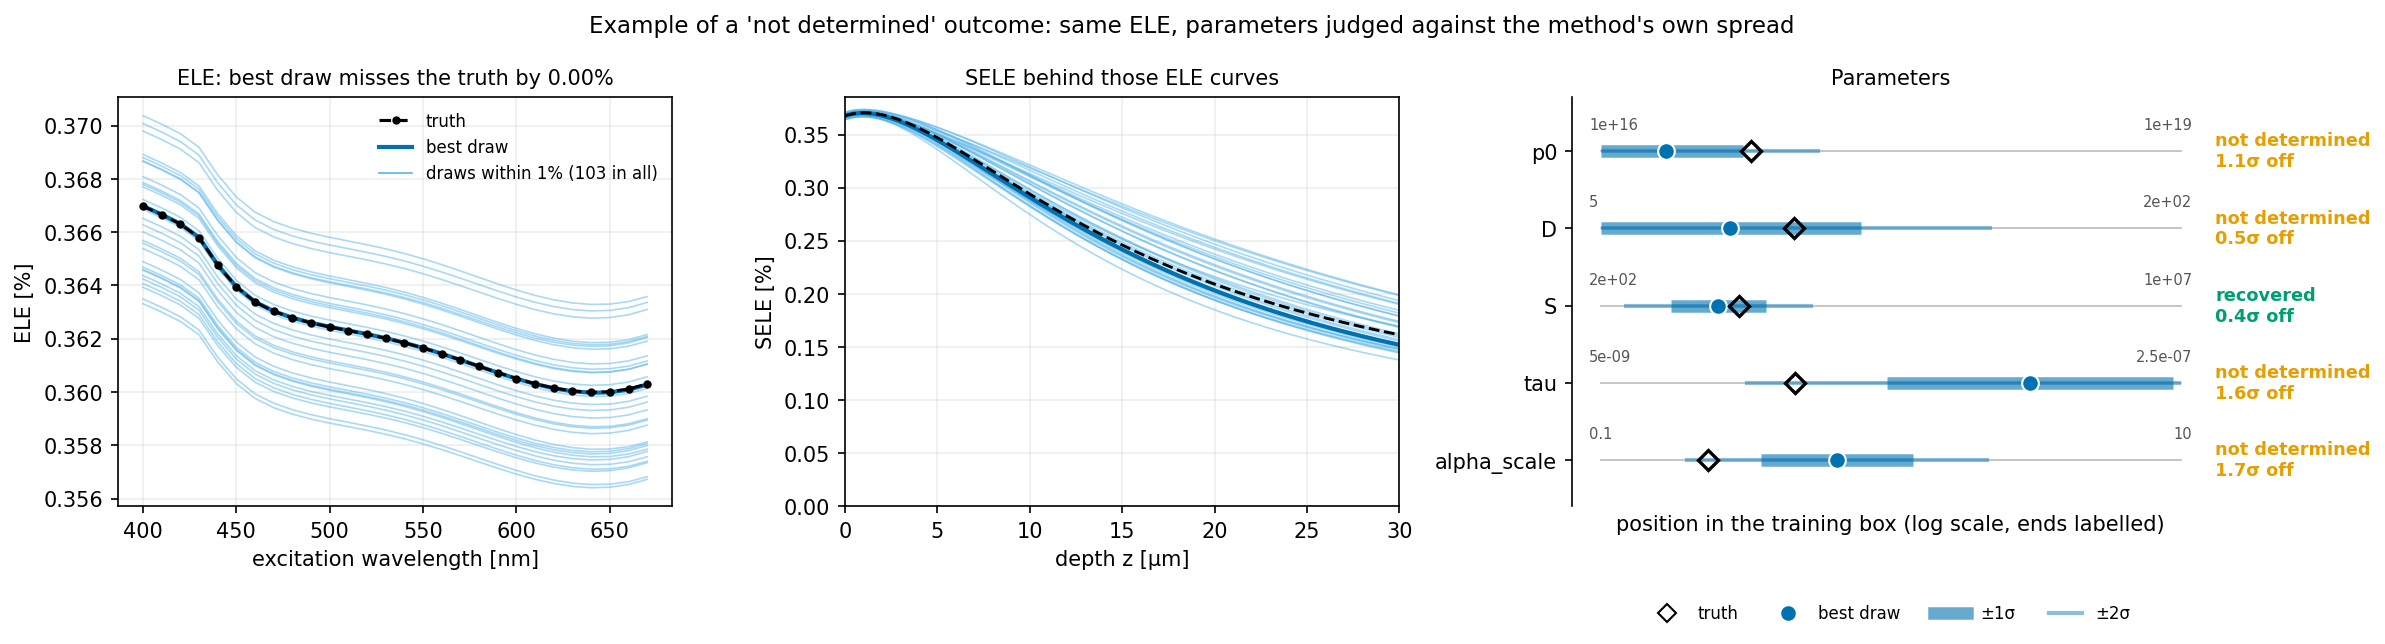 Example of a 'not determined' outcome: same ELE, parameters judged against the method's own spread
ELE: best draw misses the truth by 0.00%
ELE [%]
0.370
0.368
0.366
0.364
0.362
0.360
0.358
0.356
400
450
500
550
600
650
excitation wavelength [nm]
truth
best draw
draws within 1% (103 in all)
SELE behind those ELE curves
SELE [%]
0.35
0.30
0.25
0.20
0.15
0.10
0.05
0.00
0
5
10
15
20
25
30
depth z [µm]
Parameters
p0
1e+16
1e+19
not determined
1.1σ off
D
5
2e+02
not determined
0.5σ off
S
2e+02
1e+07
recovered
0.4σ off
tau
5e-09
2.5e-07
not determined
1.6σ off
alpha_scale
0.1
10
not determined
1.7σ off
position in the training box (log scale, ends labelled)
truth
best draw
±1σ
±2σ